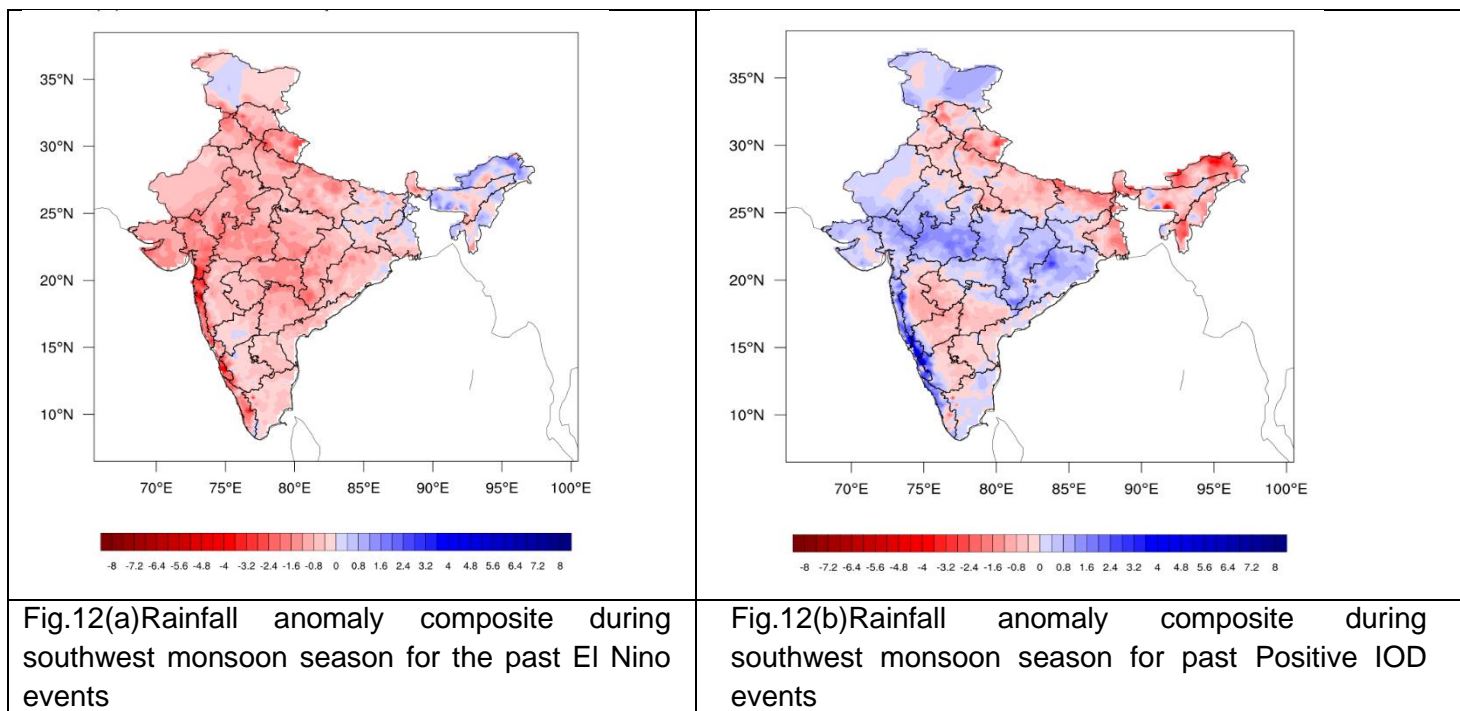 35°N
30°N
25°N
20°N
15°N
10°N
70°E 75°E 80°E 85°E 90°E 95°E 100°E
-8 -7.2 -6.4 -5.6 -4.8 -4 -3.2 -2.4 -1.6 -0.8 0 0.8 1.6 2.4 3.2 4 4.8 5.6 6.4 7.2 8
Fig.12(a)Rainfall anomaly composite during
southwest monsoon season for the past El Nino
events
35°N
30°N
25°N
20°N
15°N
10°N
70°E 75°E 80°E 85°E 90°E 95°E 100°E
-8 -7.2 -6.4 -5.6 -4.8 -4 -3.2 -2.4 -1.6 -0.8 0 0.8 1.6 2.4 3.2 4 4.8 5.6 6.4 7.2 8
Fig.12(b)Rainfall anomaly composite during
southwest monsoon season for past Positive IOD
events